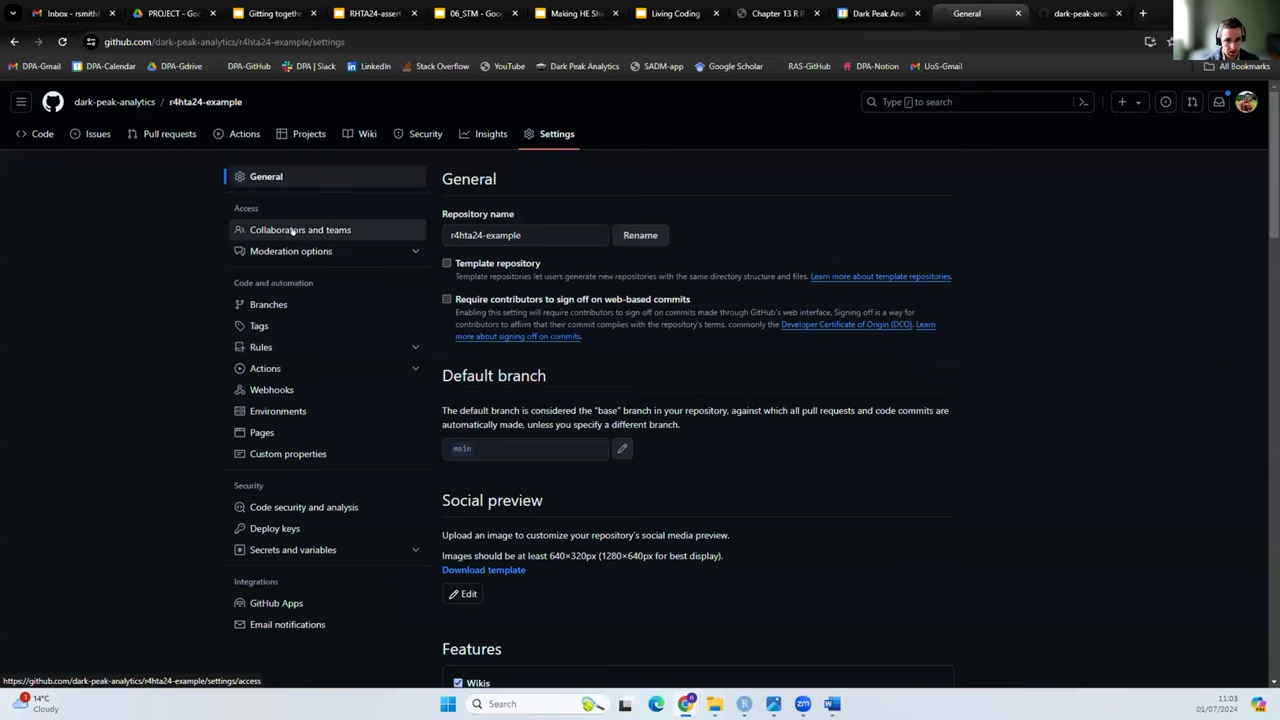 Inbox - rsmith(
PROJECT - Go
Gitting togeth
RHTA24-assert
06_STM - Goo
Making HE Shi
Living Coding
Chapter 13 R P
Dark Peak Anal
General
dark-peak-anal
github.com/dark-peak-analytics/r4hta24-example/settings
DPA-Gmail
DPA-Calendar
DPA-Gdrive
DPA-GitHub
DPA | Slack
LinkedIn
Stack Overflow
YouTube
Dark Peak Analytics
SADM-app
Google Scholar
RAS-GitHub
DPA-Notion
UoS-Gmail
All Bookmarks
dark-peak-analytics / r4hta24-example
Type / to search
Code
Issues
Pull requests
Actions
Projects
Wiki
Security
Insights
Settings
General
Access
Collaborators and teams
Moderation options
Code and automation
Branches
Tags
Rules
Actions
Webhooks
Environments
Pages
Custom properties
Security
Code security and analysis
Deploy keys
Secrets and variables
Integrations
GitHub Apps
Email notifications
General
Repository name
r4hta24-example
Rename
Template repository
Template repositories let users generate new repositories with the same directory structure and files. Learn more about template repositories.
Require contributors to sign off on web-based commits
Enabling this setting will require contributors to sign off on commits made through GitHub's web interface. Signing off is a way for
contributors to affirm that their commit complies with the repository's terms, commonly the Developer Certificate of Origin (DCO). Learn
more about signing off on commits.
Default branch
The default branch is considered the "base" branch in your repository, against which all pull requests and code commits are
automatically made, unless you specify a different branch.
main
Social preview
Upload an image to customize your repository's social media preview.
Images should be at least 640×320px (1280×640px for best display).
Download template
Edit
Features
Wikis
https://github.com/dark-peak-analytics/r4hta24-example/settings/access
1
14°C
Cloudy
Search
11:03
01/07/2024